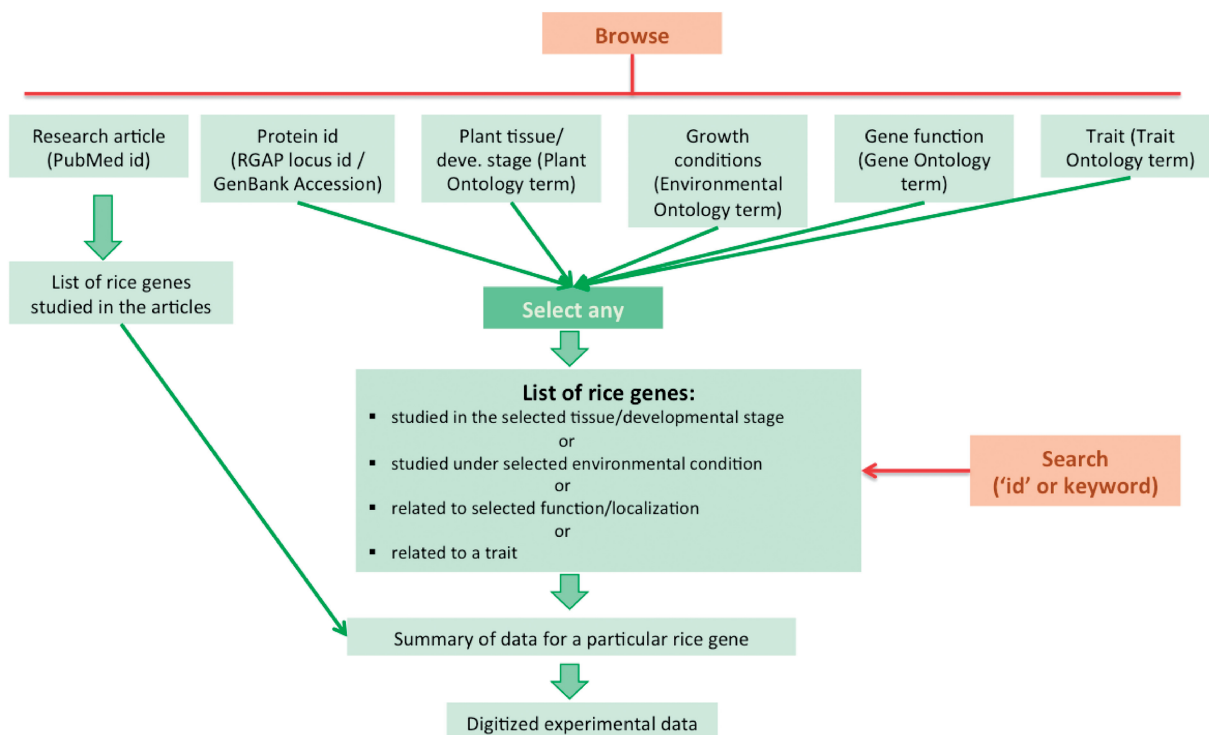 Browse
Research article
(PubMed id)
Protein id
(RGAP locus id /
GenBank Accession)
Plant tissue/
deve. stage (Plant
Ontology term)
Growth
conditions
(Environmental
Ontology term)
Gene function
(Gene Ontology
term)
Trait (Trait
Ontology term)
List of rice genes
studied in the articles
Select any
List of rice genes:
▪ studied in the selected tissue/developmental stage
or
▪ studied under selected environmental condition
or
▪ related to selected function/localization
or
▪ related to a trait
Search
(‘id’ or keyword)
Summary of data for a particular rice gene
Digitized experimental data